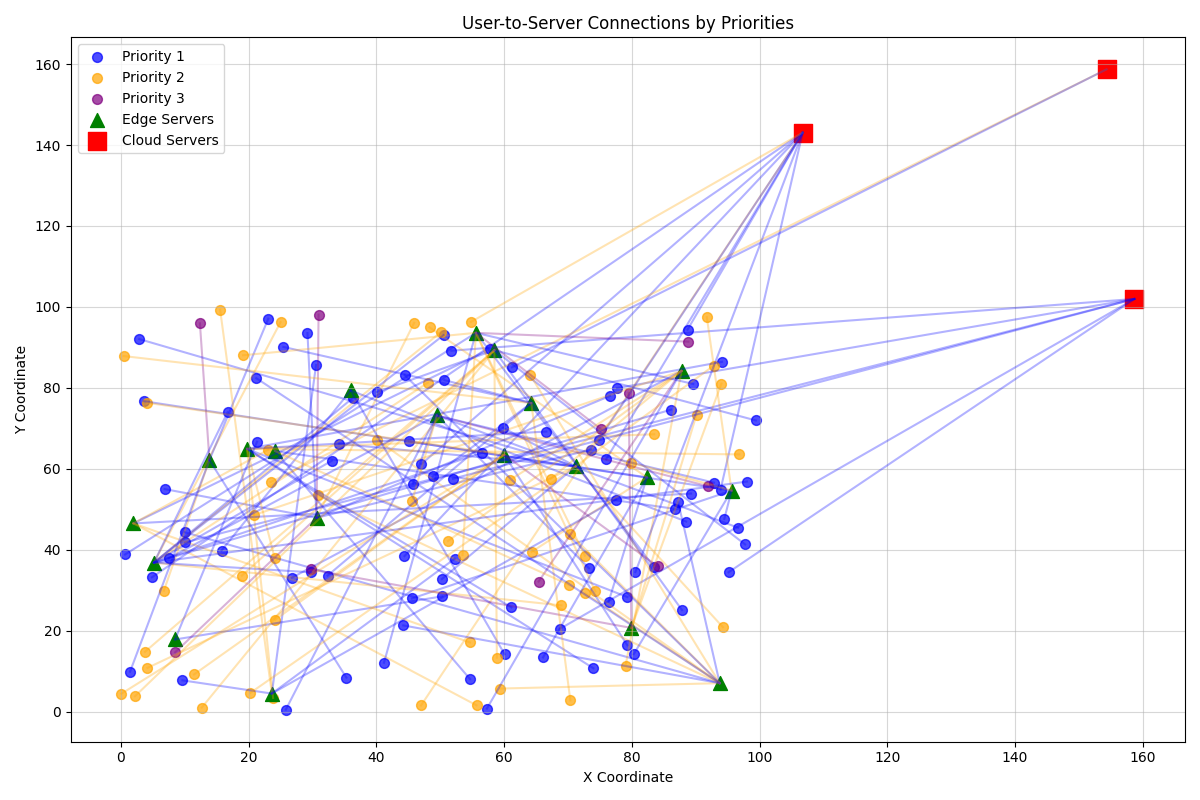 User-to-Server Connections by Priorities
Priority 1
Priority 2
Priority 3
Edge Servers
Cloud Servers
Y Coordinate
160
140
120
100
80
60
40
20
0
0 20 40 60 80 100 120 140 160
X Coordinate